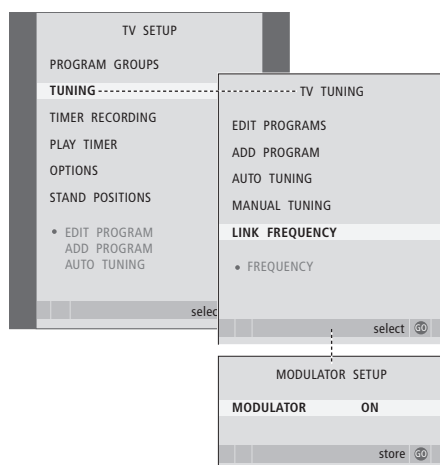 TV SETUP
PROGRAM GROUPS
TUNING
TIMER RECORDING
PLAY TIMER
OPTIONS
STAND POSITIONS
• EDIT PROGRAM
ADD PROGRAM
AUTO TUNING
selec
TV TUNING
EDIT PROGRAMS
ADD PROGRAM
AUTO TUNING
MANUAL TUNING
LINK FREQUENCY
• FREQUENCY
select GO
MODULATOR SETUP
MODULATOR ON
store GO